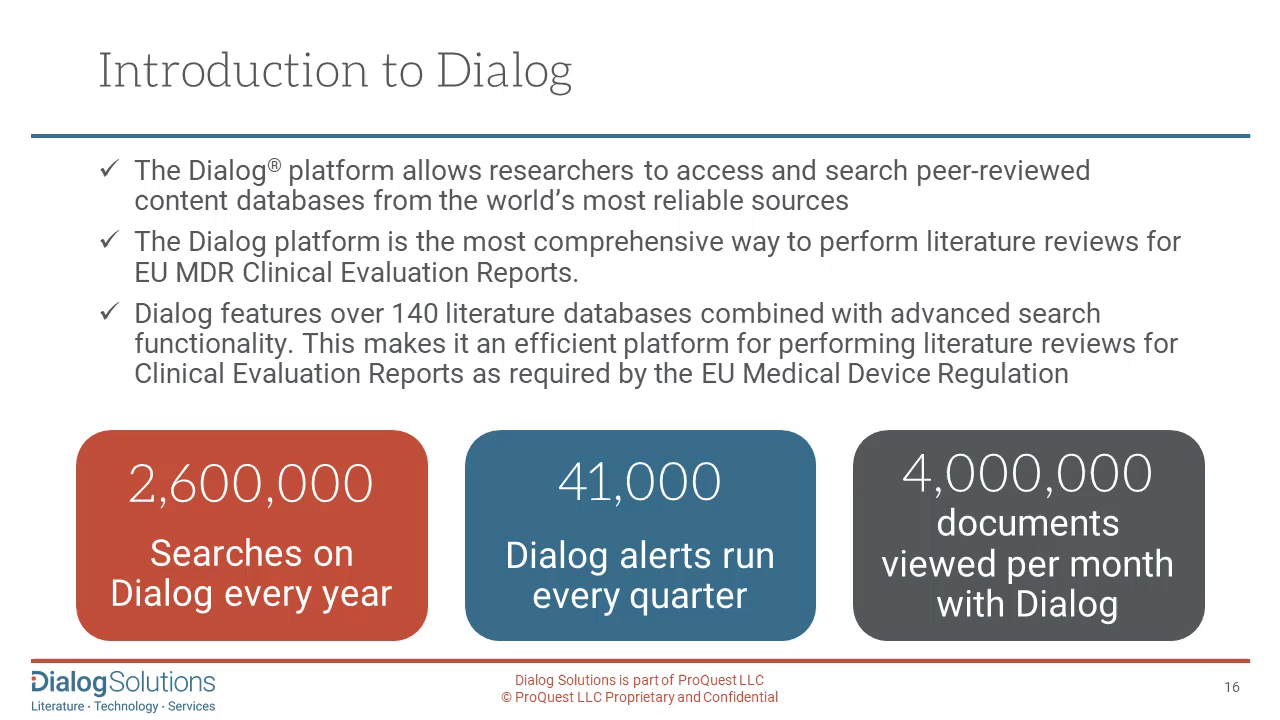 Introduction to Dialog
✓ The Dialog® platform allows researchers to access and search peer-reviewed
content databases from the world’s most reliable sources
✓ The Dialog platform is the most comprehensive way to perform literature reviews for
EU MDR Clinical Evaluation Reports.
✓ Dialog features over 140 literature databases combined with advanced search
functionality. This makes it an efficient platform for performing literature reviews for
Clinical Evaluation Reports as required by the EU Medical Device Regulation
2,600,000
Searches on
Dialog every year
41,000
Dialog alerts run
every quarter
4,000,000
documents
viewed per month
with Dialog
DialogSolutions
Literature · Technology · Services
Dialog Solutions is part of ProQuest LLC
© ProQuest LLC Proprietary and Confidential
16